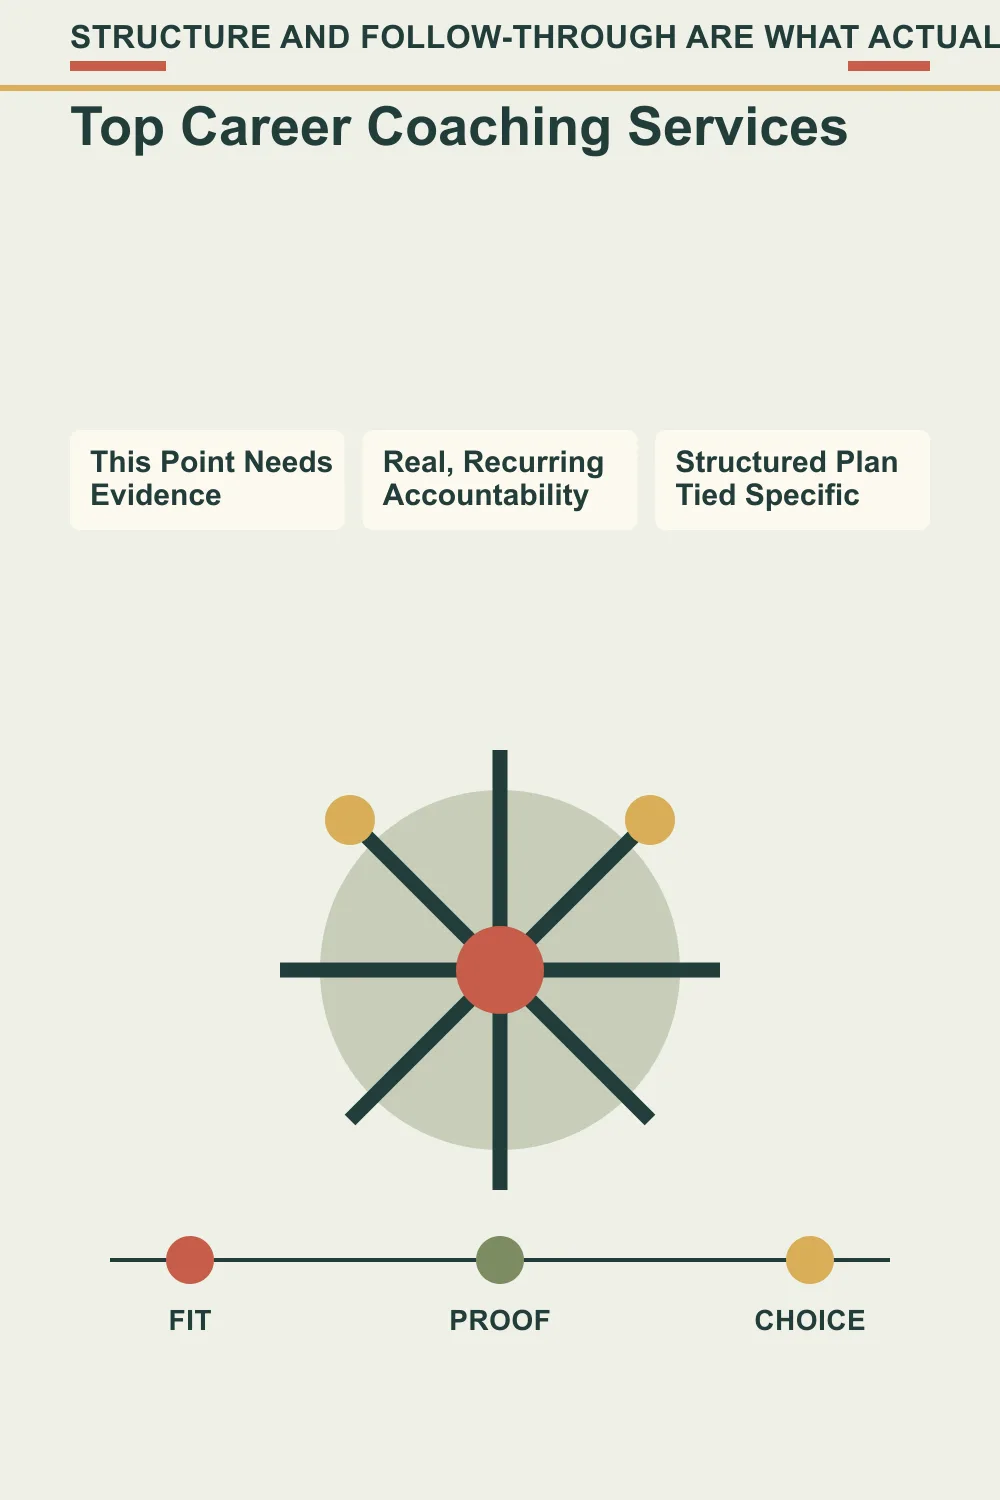 STRUCTURE AND FOLLOW-THROUGH ARE WHAT ACTUAL
Top Career Coaching Services
This Point Needs
Evidence
Real, Recurring
Accountability
Structured Plan
Tied Specific
FIT
PROOF
CHOICE